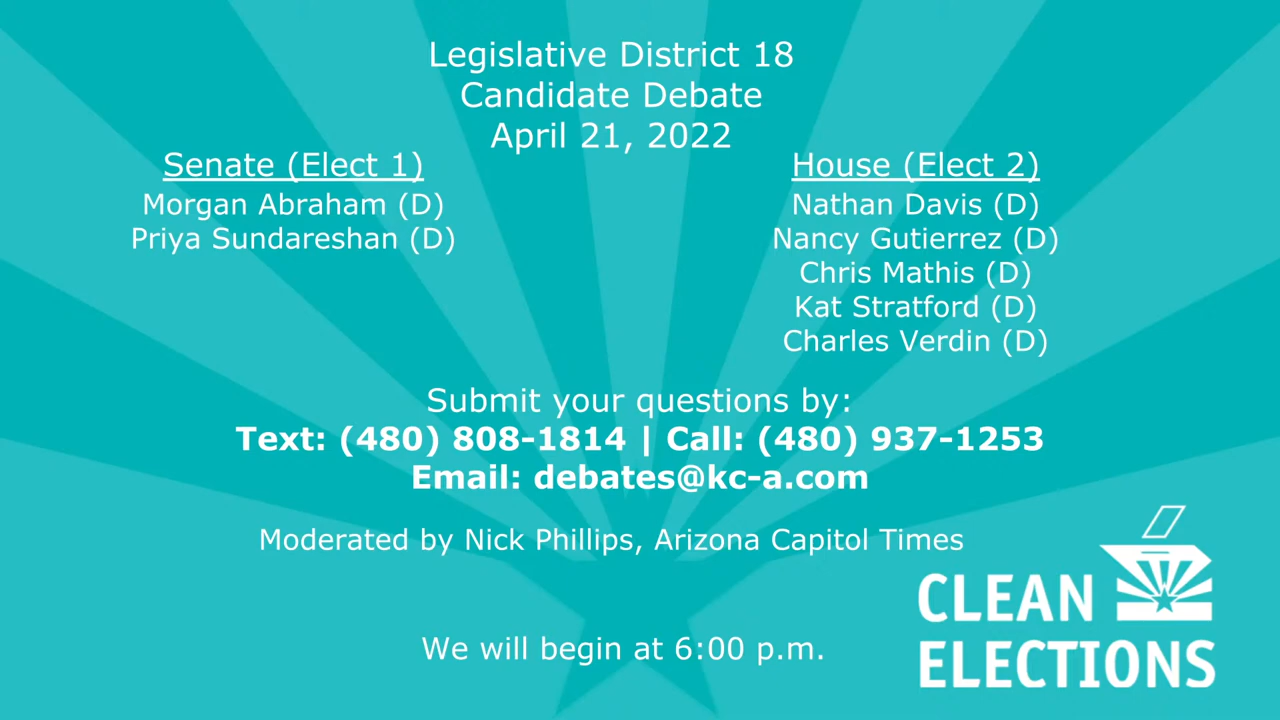 Legislative District 18
Candidate Debate
April 21, 2022
Senate (Elect 1)
Morgan Abraham (D)
Priya Sundareshan (D)
House (Elect 2)
Nathan Davis (D)
Nancy Gutierrez (D)
Chris Mathis (D)
Kat Stratford (D)
Charles Verdin (D)
Submit your questions by:
Text: (480) 808-1814 | Call: (480) 937-1253
Email: debates@kc-a.com
Moderated by Nick Phillips, Arizona Capitol Times
We will begin at 6:00 p.m.
CLEAN
ELECTIONS